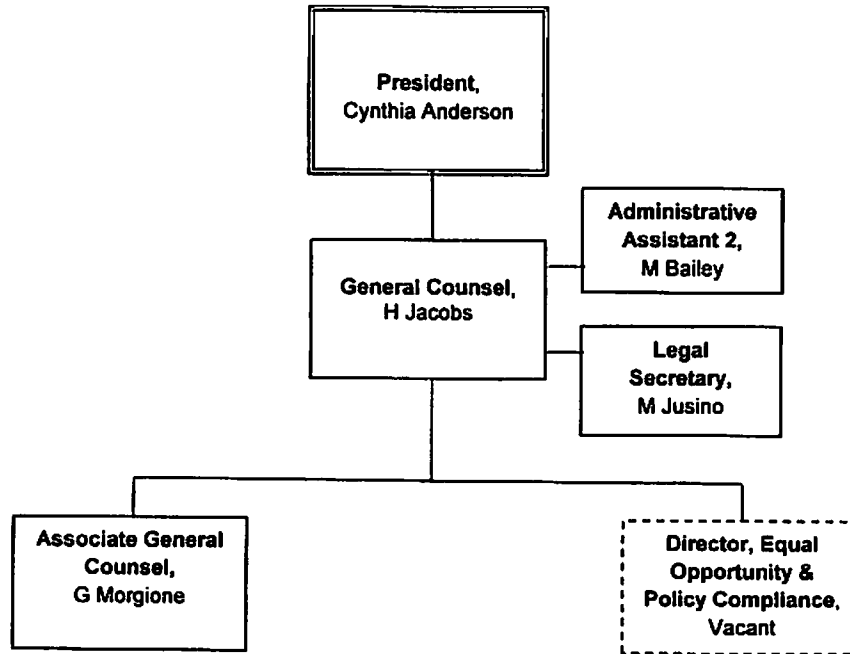 President,
Cynthia Anderson
Administrative
Assistant 2,
M Bailey
General Counsel,
H Jacobs
Legal
Secretary,
M Jusino
Associate General
Counsel,
G Morgione
Director, Equal
Opportunity &
Policy Compliance,
Vacant